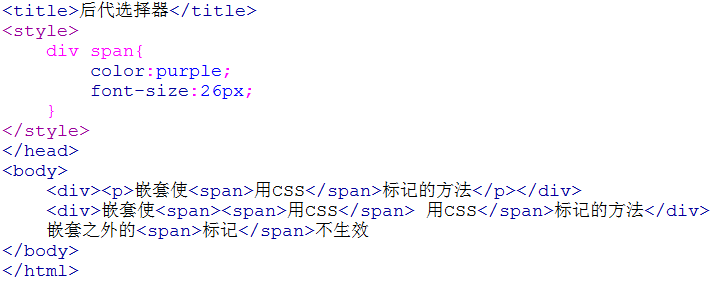 <title>后代选择器</title>
<style>
    div span{
        color:purple;
        font-size:26px;
    }
</style>
</head>
<body>
    <div><p>嵌套使<span>用CSS</span>标记的方法</p></div>
    <div>嵌套使<span><span>用CSS</span> 用CSS</span>标记的方法</div>
    嵌套之外的<span>标记</span>不生效
</body>
</html>